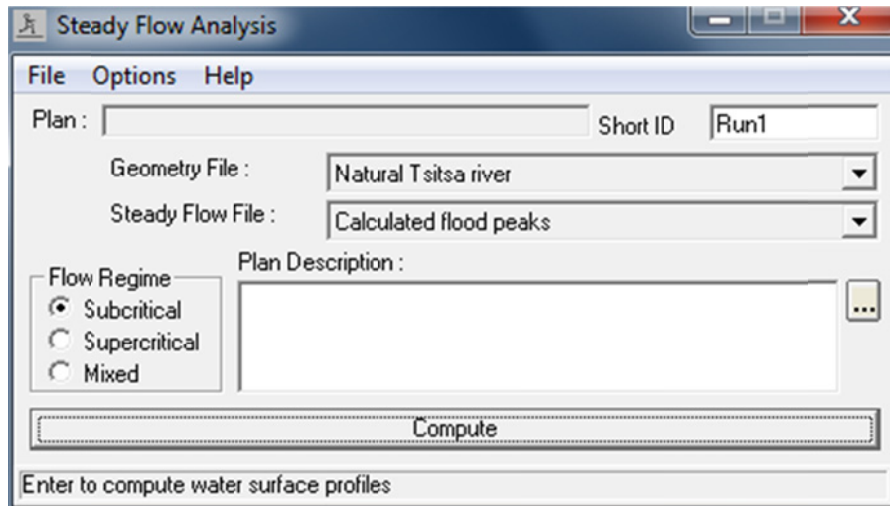 Steady Flow Analysis
File Options Help
Plan : Short ID Run1
Geometry File : Natural Tsitsa river
Steady Flow File : Calculated flood peaks
Plan Description :
Flow Regime
Subcritical
Supercritical
Mixed
...
Compute
Enter to compute water surface profiles